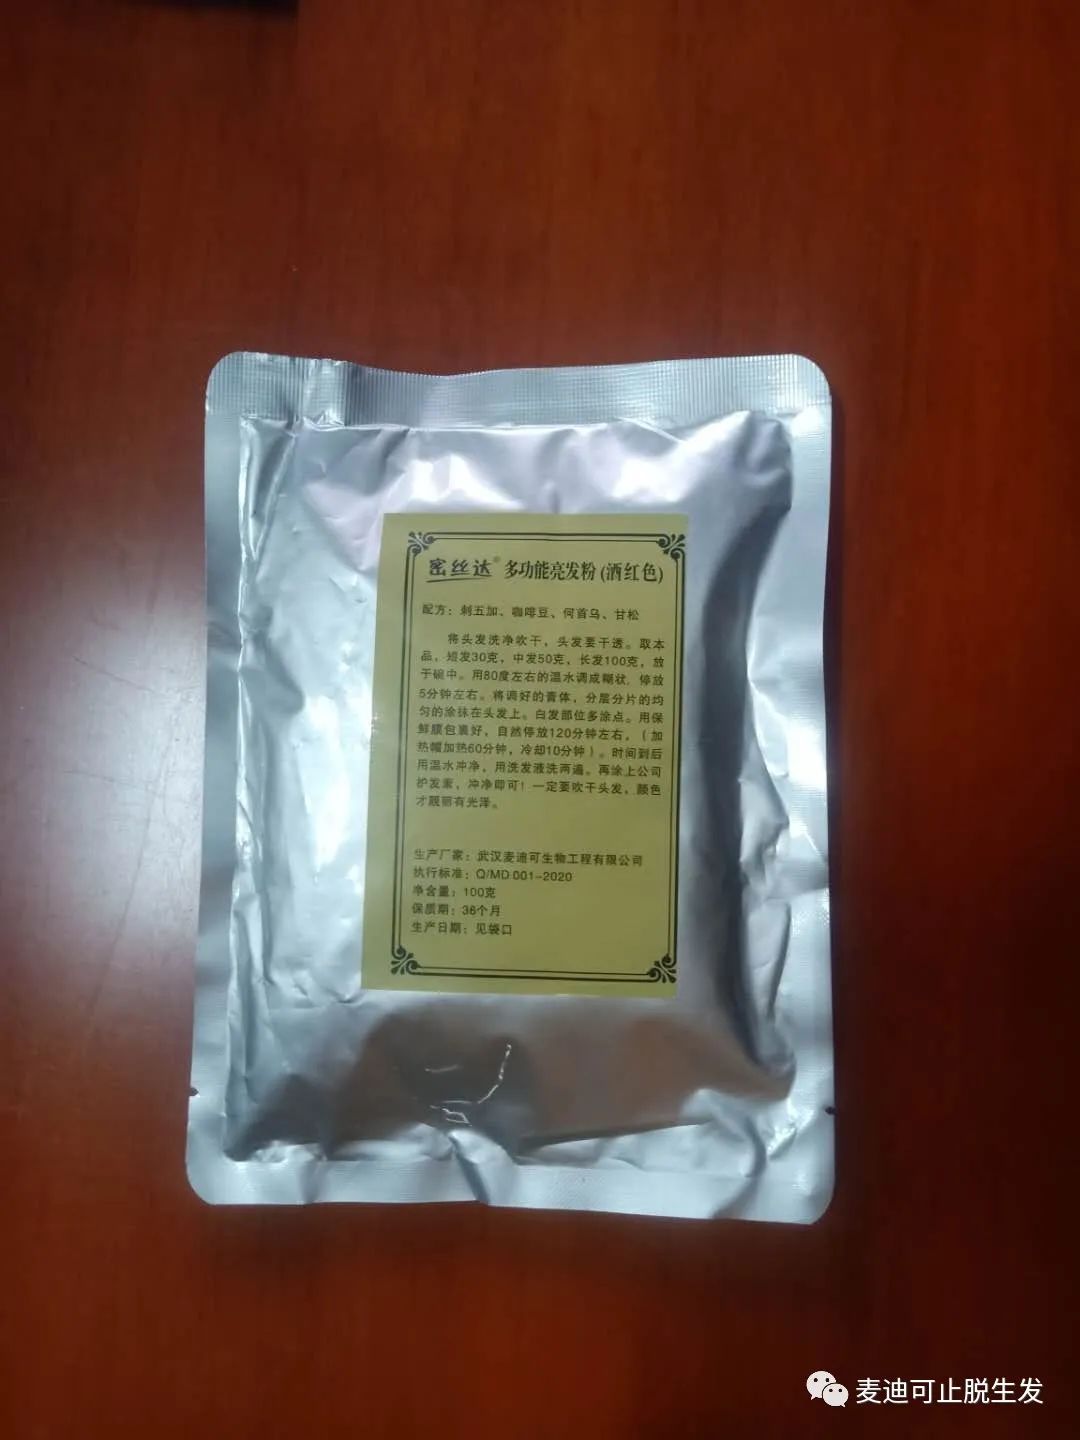 密丝达® 多功能亮发粉(酒红色)
配方：刺五加、咖啡豆、何首乌、甘松
将头发洗净吹干，头发要干透。取本
品，短发30克，中发50克，长发100克，放
于碗中。用80度左右的温水调成糊状，停放
5分钟左右。将调好的膏体，分层分片的均
匀的涂抹在头发上。白发部位多涂点。用保
鲜膜包裹好，自然停放120分钟左右，（加
热帽加热60分钟，冷却10分钟）。时间到后
用温水冲净，用洗发液洗两遍。再涂上公司
护发素，冲净即可！一定要吹干头发，颜色
才靓丽有光泽。
生产厂家：武汉麦迪可生物工程有限公司
执行标准：Q/MD 001-2020
净含量：100克
保质期：36个月
生产日期：见袋口
麦迪可止脱生发